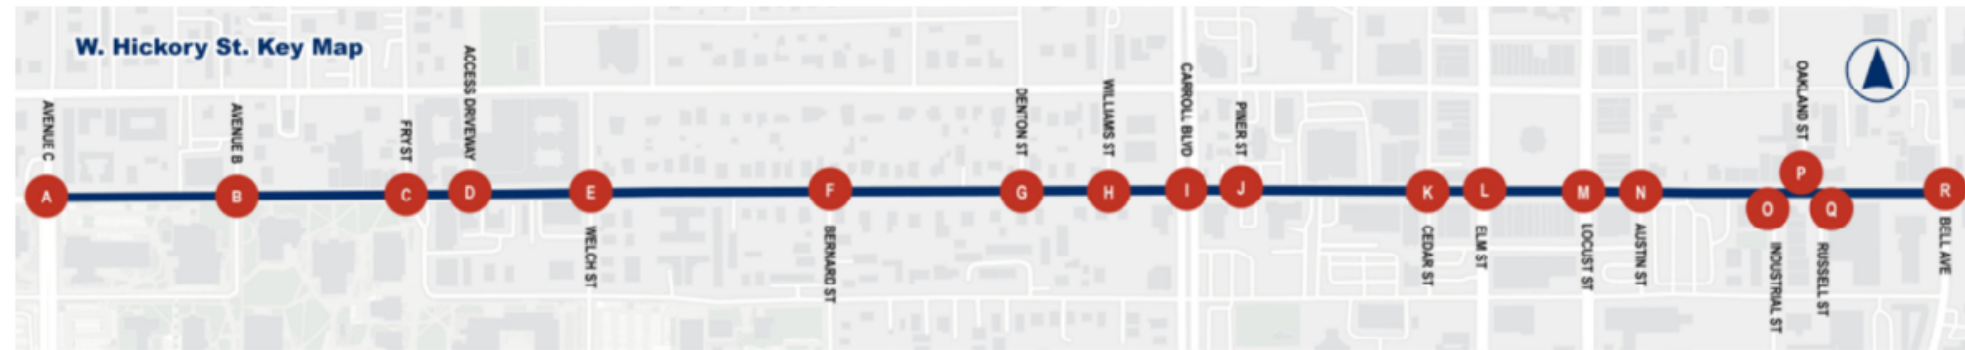 W. Hickory St. Key Map
AVENUE C
AVENUE B
FRY ST
ACCESS DRIVEWAY
WELCH ST
BERNARD ST
DENTON ST
WILLIAMS ST
CARROLL BLVD
PINER ST
CEDAR ST
ELM ST
LOCUST ST
AUSTIN ST
INDUSTRIAL ST
OAKLAND ST
RUSSELL ST
BELL AVE
A
B
C
D
E
F
G
H
I
J
K
L
M
N
O
P
Q
R